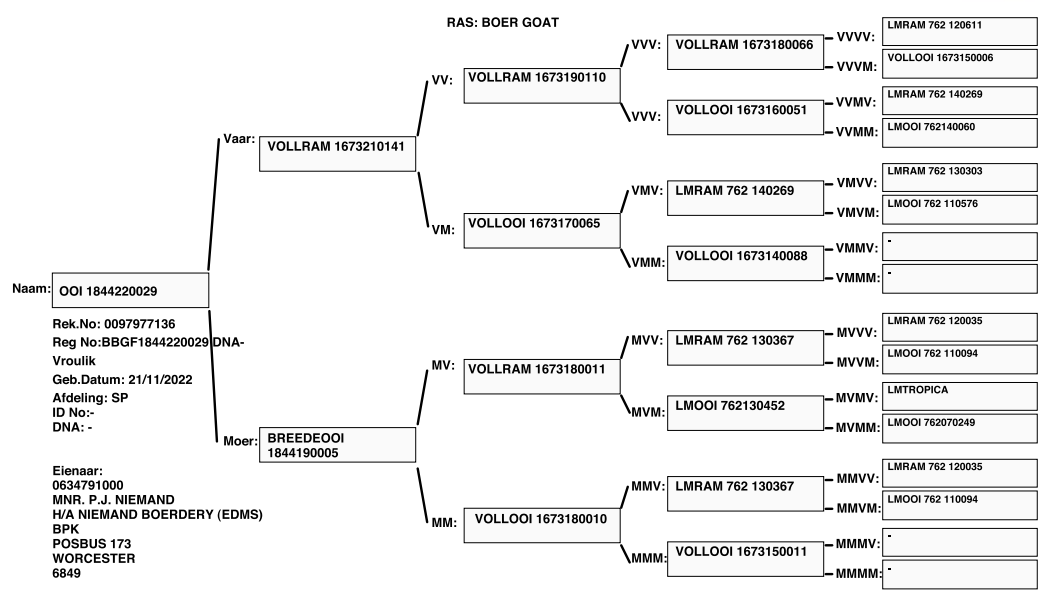 RAS: BOER GOAT
Naam: OOI 1844220029
Rek.No: 0097977136
Reg No:BBGF1844220029 DNA-
Vroulik
Geb.Datum: 21/11/2022
Afdeling: SP
ID No:-
DNA: -
Eienaar:
0634791000
MNR. P.J. NIEMAND
H/A NIEMAND BOERDERY (EDMS)
BPK
POSBUS 173
WORCESTER
6849
Vaar: VOLLRAM 1673210141
Moer: BREEDEOOI
1844190005
VV: VOLLRAM 1673190110
VM: VOLLOOI 1673170065
MV: VOLLRAM 1673180011
MM: VOLLOOI 1673180010
VVV: VOLLRAM 1673180066
VVV: VOLLOOI 1673160051
VMV: LMRAM 762 140269
VMM: VOLLOOI 1673140088
MVV: LMRAM 762 130367
MVM: LMOOI 762130452
MMV: LMRAM 762 130367
MMM: VOLLOOI 1673150011
VVVV: LMRAM 762 120611
VVVM: VOLLOOI 1673150006
VVMV: LMRAM 762 140269
VVMM: LMOOI 762140060
VMVV: LMRAM 762 130303
VMVM: LMOOI 762 110576
VMMV: -
VMMM: -
MVVV: LMRAM 762 120035
MVVM: LMOOI 762 110094
MVMV: LMTROPICA
MVMM: LMOOI 762070249
MMVV: LMRAM 762 120035
MMVM: LMOOI 762 110094
MMMV: -
MMMM: -